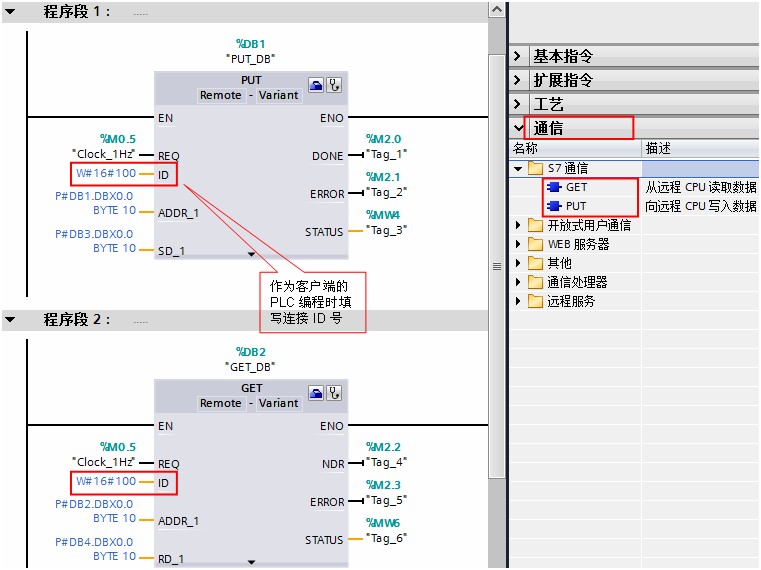 程序段 1： .....
%DB1
"PUT_DB"
PUT
Remote - Variant
EN
ENO
%M0.5
"Clock_1Hz"
REQ
W#16#100
ID
P#DB1.DBX0.0
BYTE 10
ADDR_1
P#DB3.DBX0.0
BYTE 10
SD_1
%M2.0
DONE
"Tag_1"
%M2.1
ERROR
"Tag_2"
%MW4
STATUS
"Tag_3"
作为客户端的
PLC 编程时填
写连接 ID 号
程序段 2： .....
%DB2
"GET_DB"
GET
Remote - Variant
EN
ENO
%M0.5
"Clock_1Hz"
REQ
W#16#100
ID
P#DB2.DBX0.0
BYTE 10
ADDR_1
P#DB4.DBX0.0
BYTE 10
RD_1
%M2.2
NDR
"Tag_4"
%M2.3
ERROR
"Tag_5"
%MW6
STATUS
"Tag_6"
基本指令
扩展指令
工艺
通信
名称 描述
S7 通信
GET 从远程 CPU 读取数据
PUT 向远程 CPU 写入数据
开放式用户通信
WEB 服务器
其他
通信处理器
远程服务